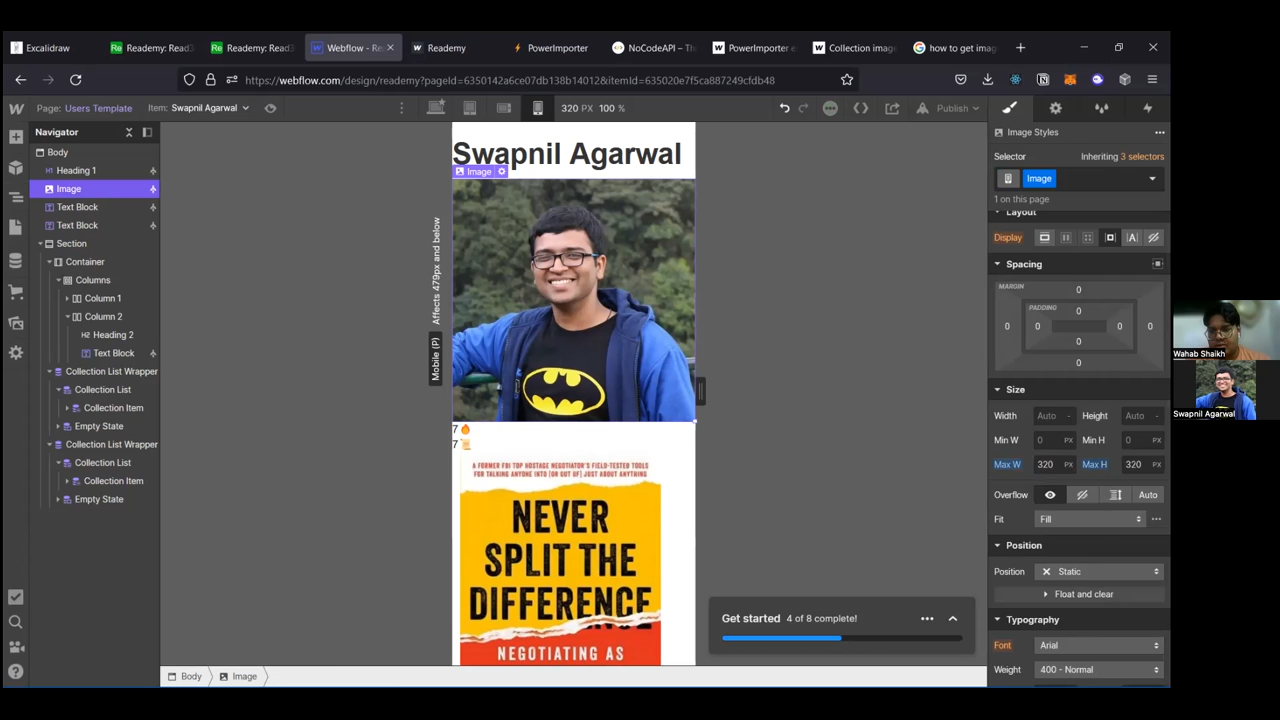 Excalidraw
Reademy: Read
Reademy: Read
Webflow - Re
Reademy
PowerImporter
NoCodeAPI – Th
PowerImporter e
Collection imag
how to get imag
https://webflow.com/design/reademy?pageId=6350142a6ce07db138b14012&itemId=635020e7f5ca887249cfdb48
Page: Users Template
Item: Swapnil Agarwal
320 PX 100 %
Publish
Navigator
Body
H1 Heading 1
Image
Text Block
Text Block
Section
Container
Columns
Column 1
Column 2
H2 Heading 2
Text Block
Collection List Wrapper
Collection List
Collection Item
Empty State
Collection List Wrapper
Collection List
Collection Item
Empty State
Affects 479px and below
Mobile (P)
Swapnil Agarwal
Image
7 🔥
7 📜
A FORMER FBI TOP HOSTAGE NEGOTIATOR'S FIELD-TESTED TOOLS
FOR TALKING ANYONE INTO (OR OUT OF) JUST ABOUT ANYTHING
NEVER
SPLIT THE
DIFFERENCE
NEGOTIATING AS
Get started 4 of 8 complete!
Body
Image
Image Styles
Selector
Inheriting 3 selectors
Image
1 on this page
Layout
Display
Spacing
MARGIN
0
PADDING
0
0 0 0 0
0
0
Size
Width Auto - Height Auto -
Min W 0 PX Min H 0 PX
Max W 320 PX Max H 320 PX
Overflow Auto
Fit Fill
Position
Position Static
Float and clear
Typography
Font Arial
Weight 400 - Normal
Wahab Shaikh
Swapnil Agarwal